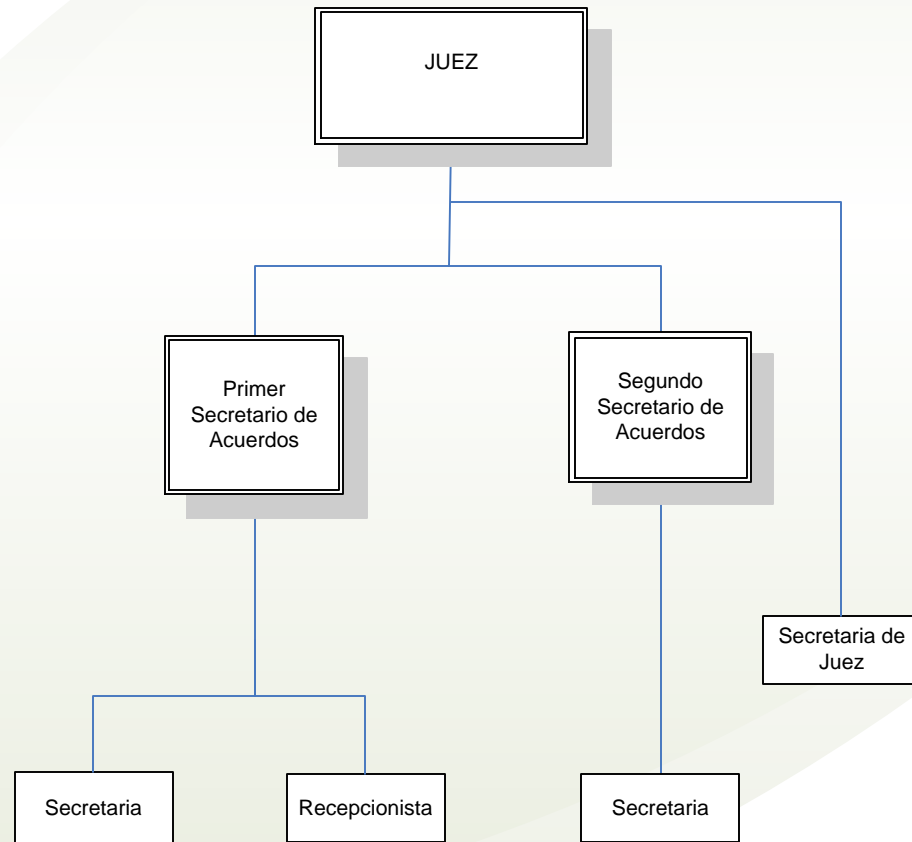 JUEZ
Primer
Secretario de
Acuerdos
Segundo
Secretario de
Acuerdos
Secretaria de
Juez
Secretaria
Recepcionista
Secretaria